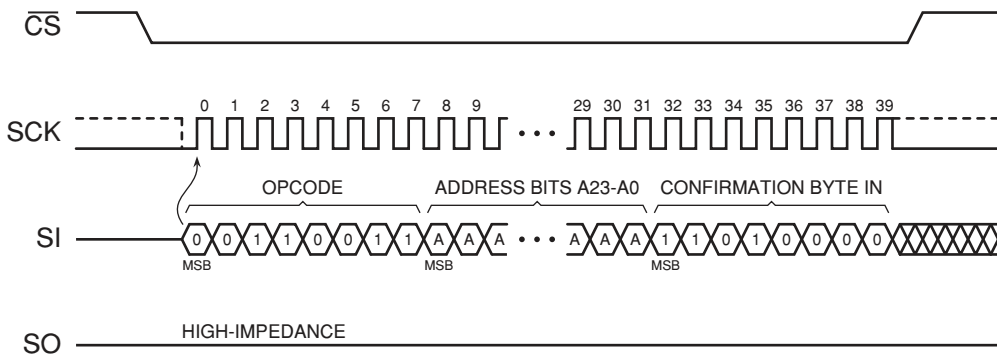 CS
0 1 2 3 4 5 6 7 8 9 29 30 31 32 33 34 35 36 37 38 39
SCK
OPCODE ADDRESS BITS A23-A0 CONFIRMATION BYTE IN
SI 0 0 1 1 0 0 1 1 A A A A A A 1 1 0 1 0 0 0 0
MSB MSB MSB
HIGH-IMPEDANCE
SO